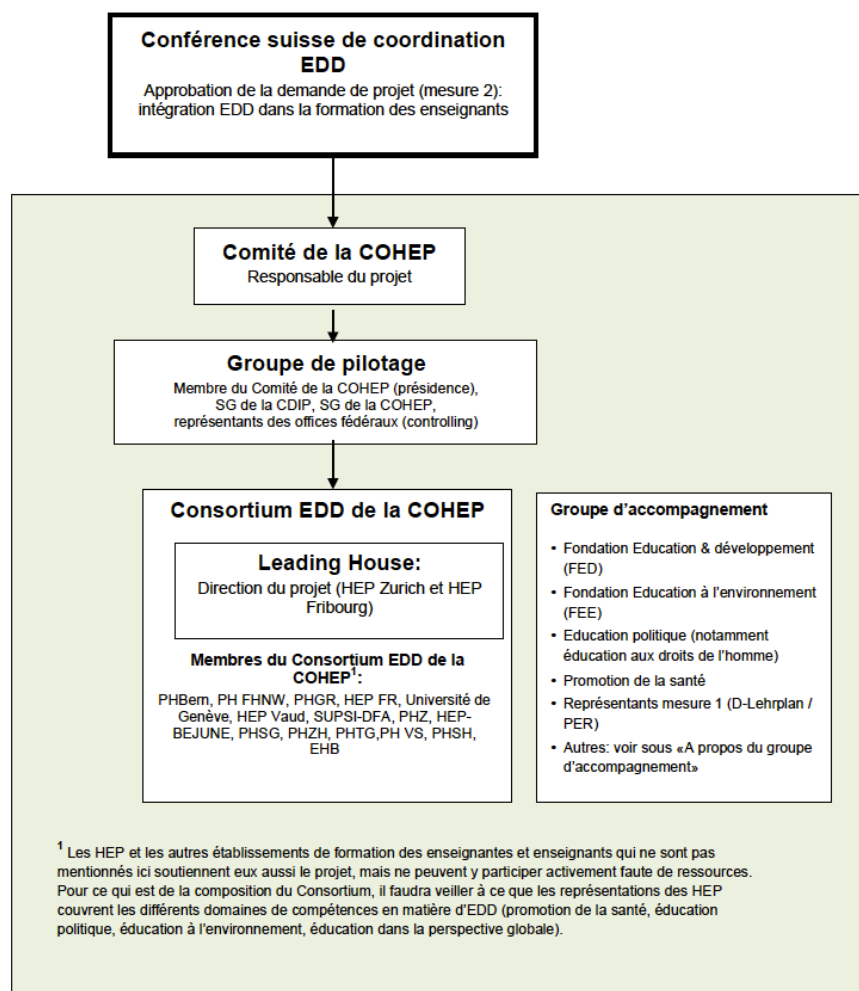 Conférence suisse de coordination
EDD
Approbation de la demande de projet (mesure 2):
intégration EDD dans la formation des enseignants
Comité de la COHEP
Responsable du projet
Groupe de pilotage
Membre du Comité de la COHEP (présidence),
SG de la CDIP, SG de la COHEP,
représentants des offices fédéraux (controlling)
Consortium EDD de la COHEP
Leading House:
Direction du projet (HEP Zurich et HEP
Fribourg)
Membres du Consortium EDD de la
COHEP¹:
PHBern, PH FHNW, PHGR, HEP FR, Université de
Genève, HEP Vaud, SUPSI-DFA, PHZ, HEP-
BEJUNE, PHSG, PHZH, PHTG,PH VS, PHSH,
EHB
Groupe d'accompagnement
• Fondation Education & développement
(FED)
• Fondation Education à l'environnement
(FEE)
• Education politique (notamment
éducation aux droits de l'homme)
• Promotion de la santé
• Représentants mesure 1 (D-Lehrplan /
PER)
• Autres: voir sous «A propos du groupe
d'accompagnement»
¹ Les HEP et les autres établissements de formation des enseignantes et enseignants qui ne sont pas
mentionnés ici soutiennent eux aussi le projet, mais ne peuvent y participer activement faute de ressources.
Pour ce qui est de la composition du Consortium, il faudra veiller à ce que les représentations des HEP
couvrent les différents domaines de compétences en matière d'EDD (promotion de la santé, éducation
politique, éducation à l'environnement, éducation dans la perspective globale).